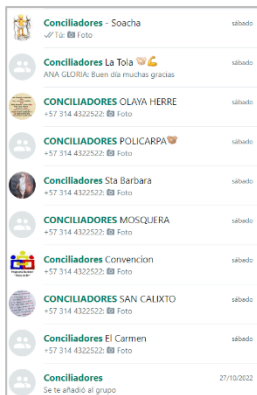 Conciliadores - Soacha sábado
Tú: Foto
Conciliadores La Tola sábado
ANA GLORIA: Buen día muchas gracias
CONCILIADORES OLAYA HERRE sábado
+57 314 4322522: Foto
CONCILIADORES POLICARPA sábado
+57 314 4322522: Foto
Conciliadores Sta Barbara sábado
+57 314 4322522: Foto
CONCILIADORES MOSQUERA sábado
+57 314 4322522: Foto
Conciliadores Convencion sábado
+57 314 4322522: Foto
CONCILIADORES SAN CALIXTO sábado
+57 314 4322522: Foto
Conciliadores El Carmen sábado
+57 314 4322522: Foto
Conciliadores 27/10/2022
Se te añadió al grupo